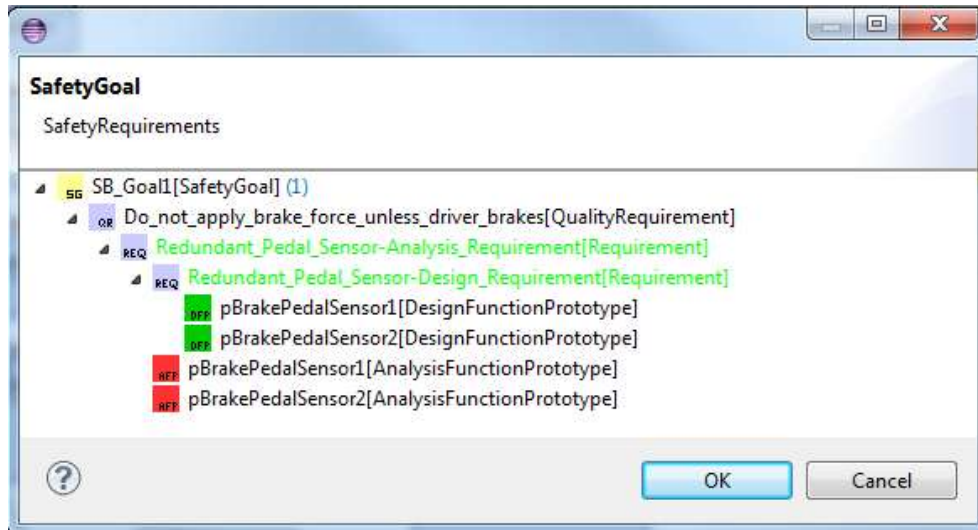 SafetyGoal
SafetyRequirements
SG SB_Goal1[SafetyGoal] (1)
QR Do_not_apply_brake_force_unless_driver_brakes[QualityRequirement]
REQ Redundant_Pedal_Sensor-Analysis_Requirement[Requirement]
REQ Redundant_Pedal_Sensor-Design_Requirement[Requirement]
DFP pBrakePedalSensor1[DesignFunctionPrototype]
DFP pBrakePedalSensor2[DesignFunctionPrototype]
AFP pBrakePedalSensor1[AnalysisFunctionPrototype]
AFP pBrakePedalSensor2[AnalysisFunctionPrototype]
? OK Cancel